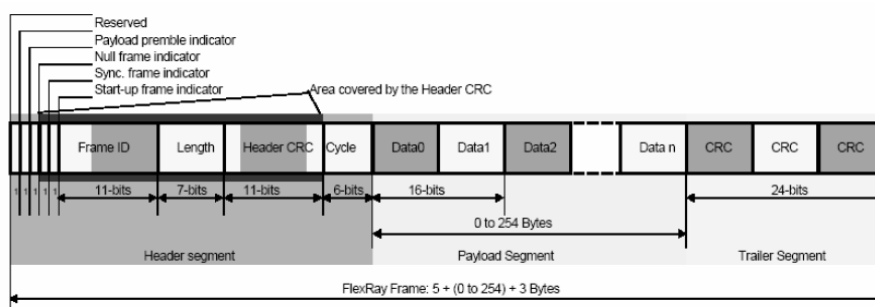 Reserved
Payload premble indicator
Null frame indicator
Sync. frame indicator
Start-up frame indicator
Area covered by the Header CRC
Frame ID Length Header CRC Cycle Data0 Data1 Data2 Data n CRC CRC CRC
1 1 1 1 1 11-bits 7-bits 11-bits 6-bits 16-bits 24-bits
0 to 254 Bytes
Header segment Payload Segment Trailer Segment
FlexRay Frame: 5 + (0 to 254) + 3 Bytes